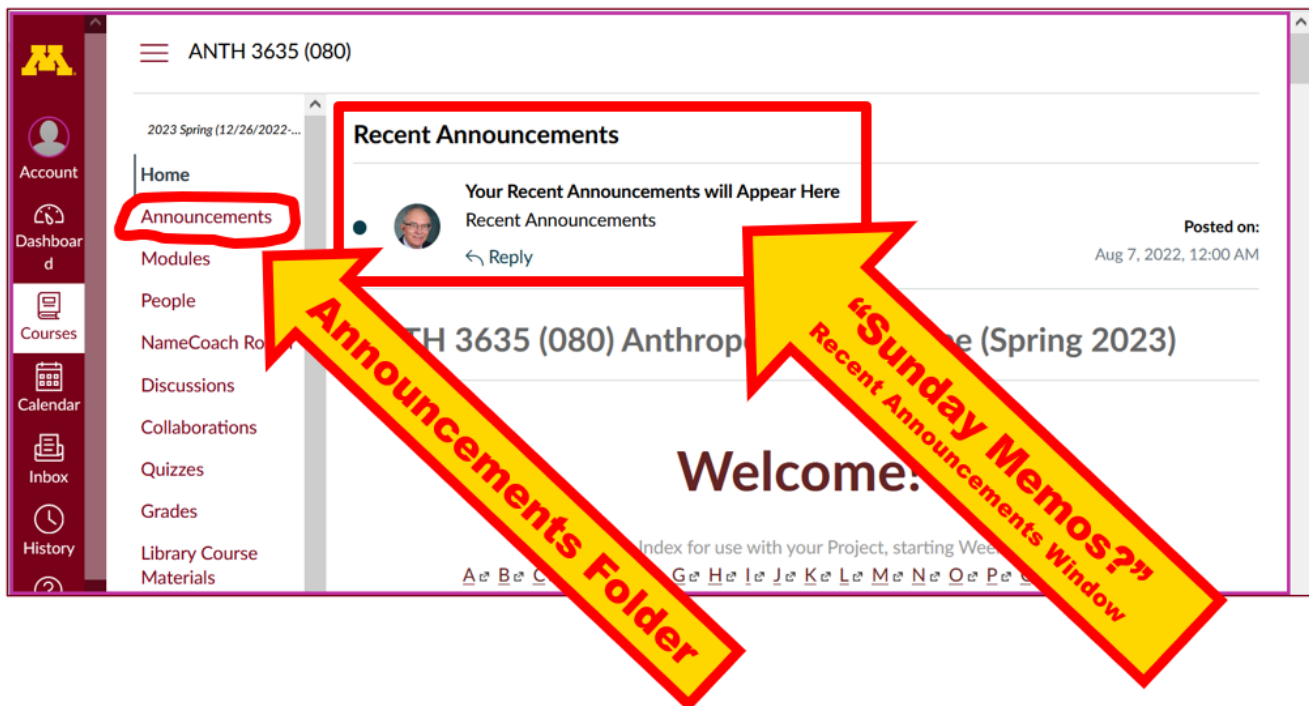 ANTH 3635 (080)
2023 Spring (12/26/2022-...
Account
Dashboar
d
Courses
Calendar
Inbox
History
Home
Announcements
Modules
People
NameCoach Ro
Discussions
Collaborations
Quizzes
Grades
Library Course
Materials
Recent Announcements
Your Recent Announcements will Appear Here
Recent Announcements
Reply
Posted on:
Aug 7, 2022, 12:00 AM
TH 3635 (080) Anthrop e (Spring 2023)
Welcome!
Index for use with your Project, starting Wee
A B C G H I J K L M N O P
Announcements Folder
“Sunday Memos?”
Recent Announcements Window